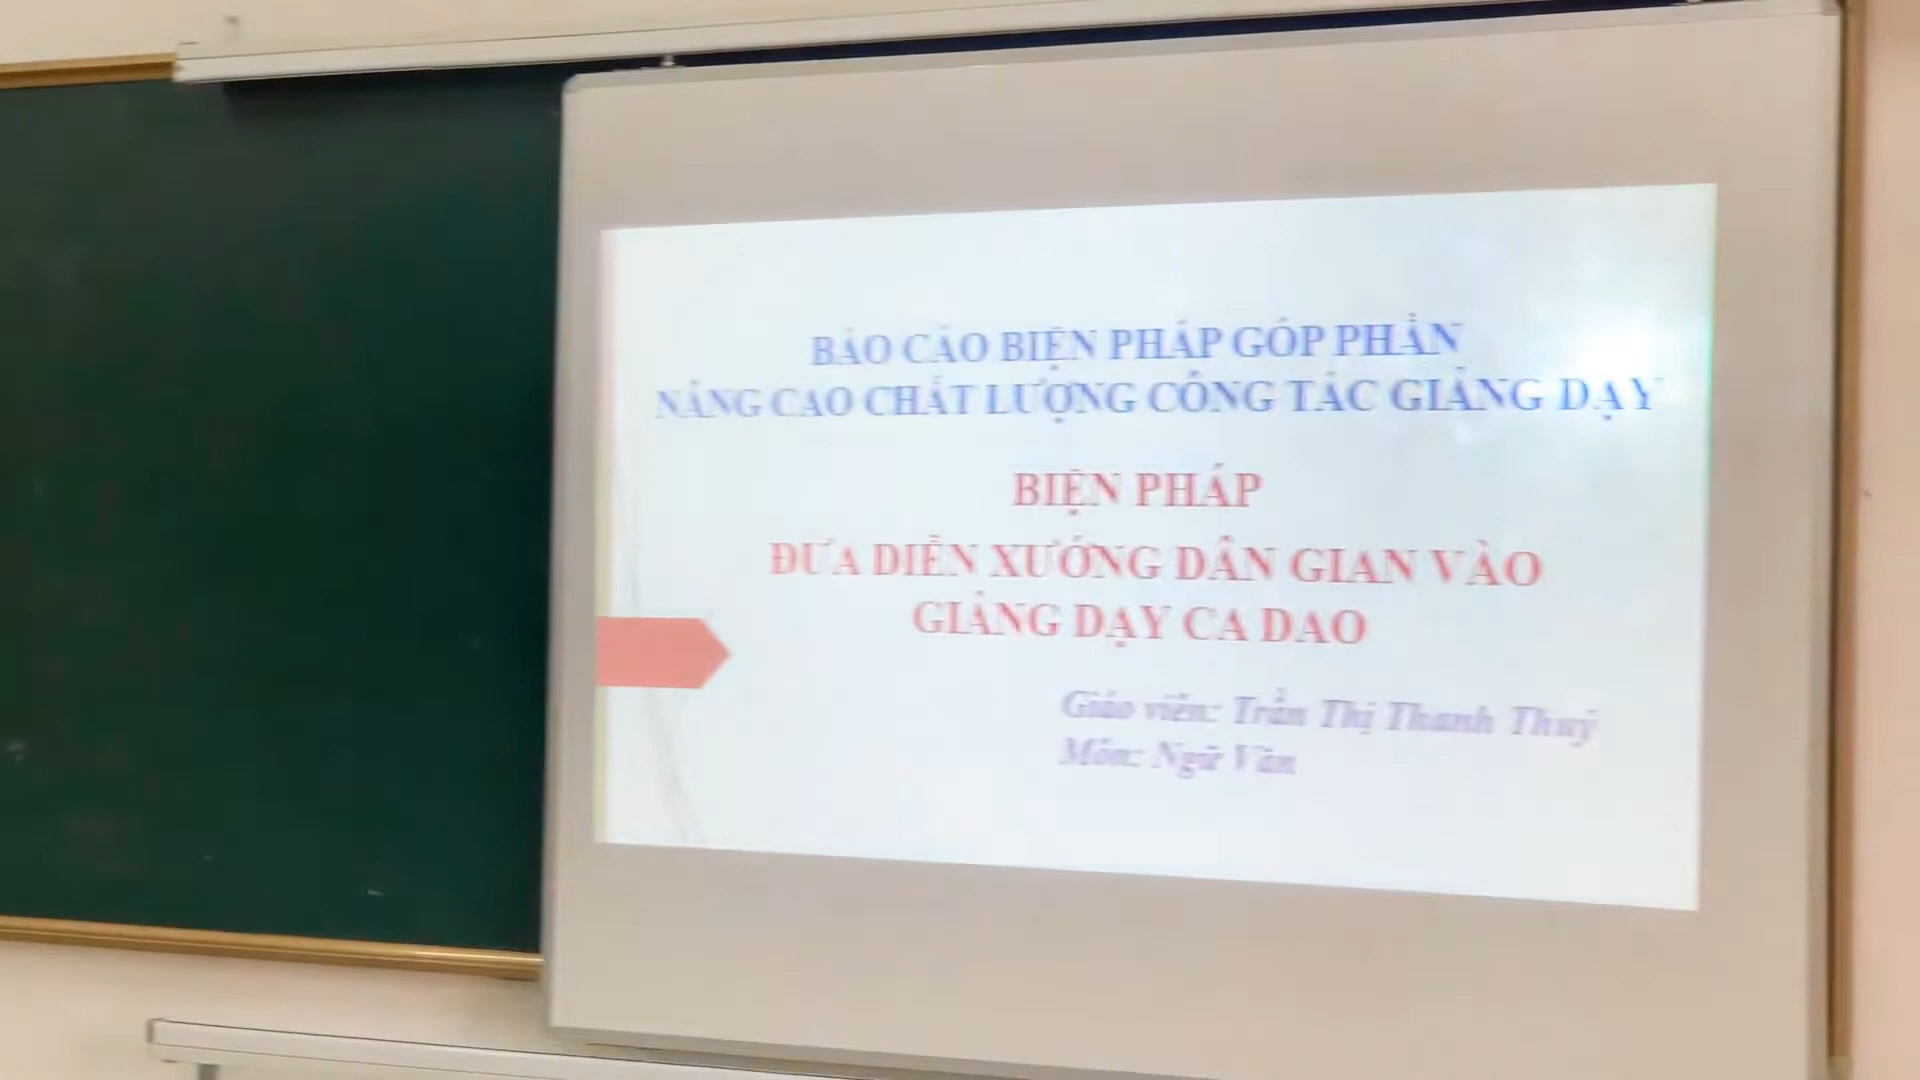 BÁO CÁO BIỆN PHÁP GÓP PHẦN
NÂNG CAO CHẤT LƯỢNG CÔNG TÁC GIẢNG DẠY
BIỆN PHÁP
ĐƯA DIỄN XƯỚNG DÂN GIAN VÀO
GIẢNG DẠY CA DAO
Giáo viên: Trần Thị Thanh Thuỷ
Môn: Ngữ Văn